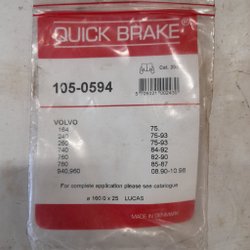 QUICK BRAKE®
105-0594
VOLVO
164 75.
240 75-93
260 75-93
740 84-92
760 82-90
780 85-87
940,960 08.90-10.98
For complete application please see catalogue
ø 160.0 x 25 LUCAS
MADE IN DENMARK